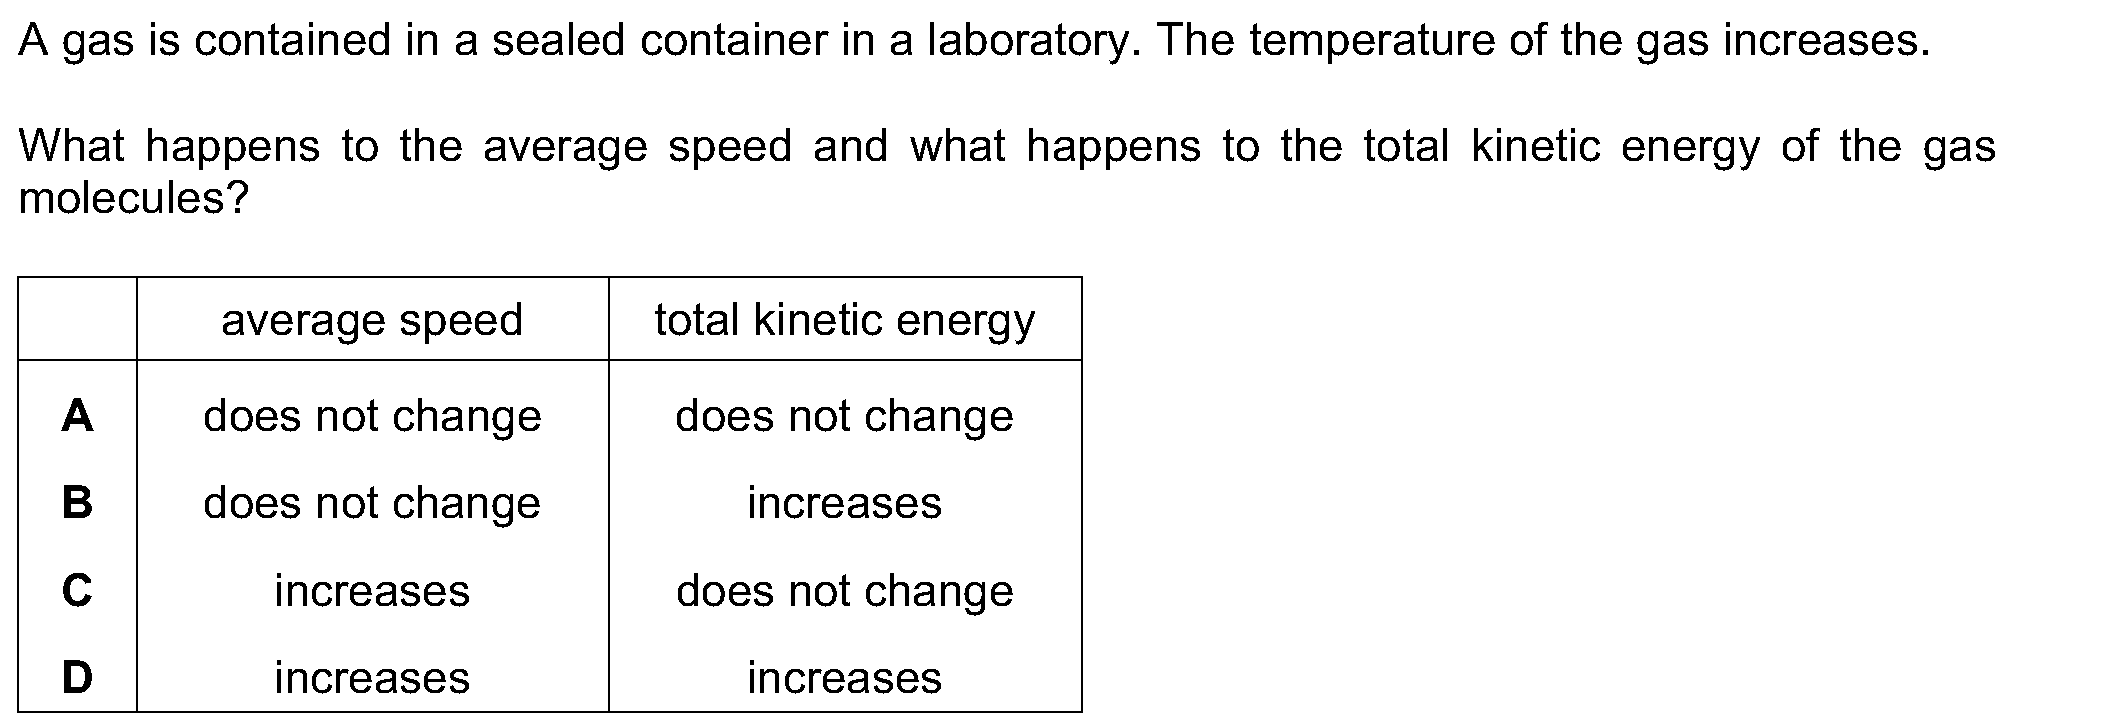 A gas is contained in a sealed container in a laboratory. The temperature of the gas increases.
What happens to the average speed and what happens to the total kinetic energy of the gas
molecules?
average speed total kinetic energy
A does not change does not change
B does not change increases
C increases does not change
D increases increases